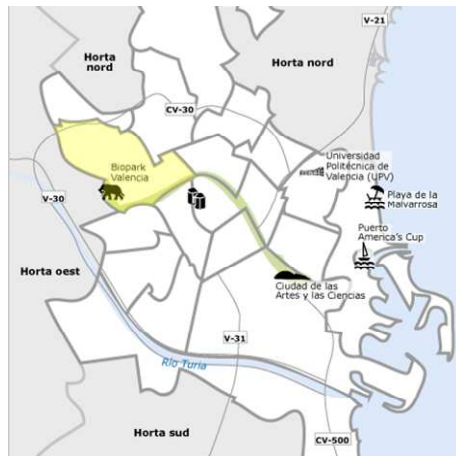 V-21
Horta
nord
Horta nord
CV-30
Biopark
Valencia
Universidad
Politécnica de
Valencia (UPV)
V-30
Playa de la
Malvarrosa
Puerto
America's Cup
Horta oest
Ciudad de las
Artes y las Ciencias
V-31
Río Turia
Horta sud
CV-500